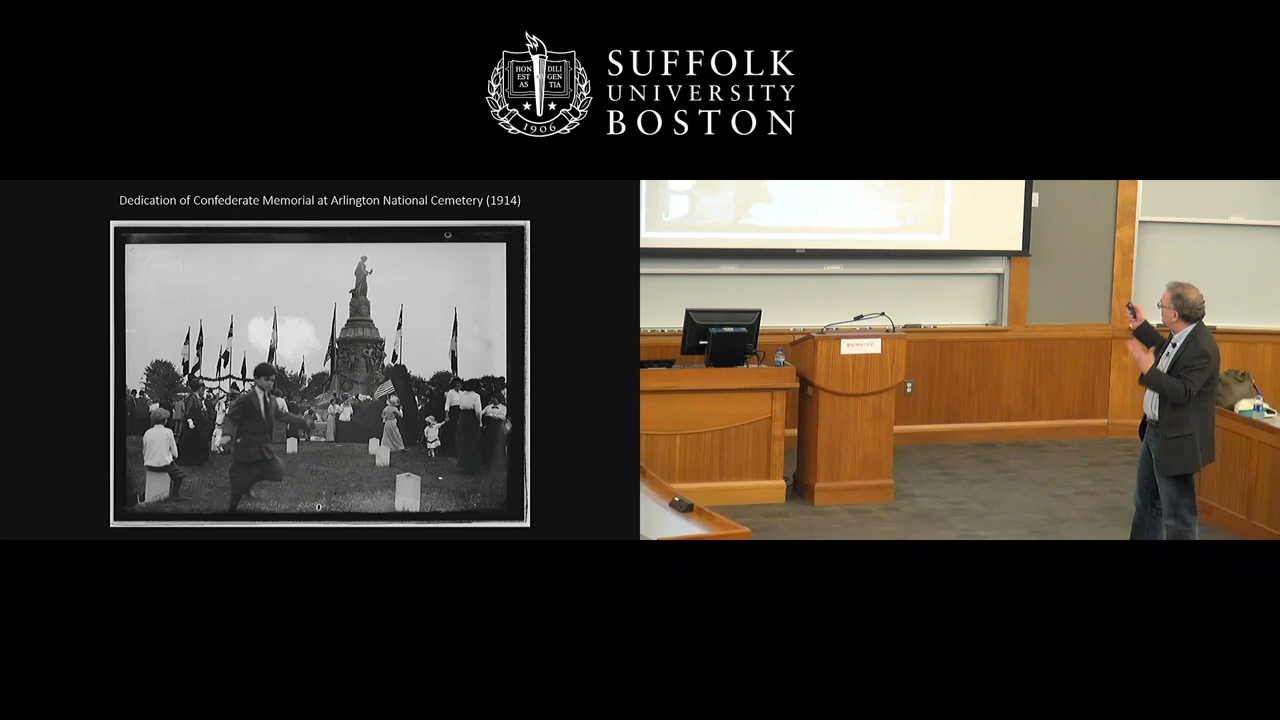 HON DILI
EST GEN
AS TIA
1906
SUFFOLK
UNIVERSITY
BOSTON
Dedication of Confederate Memorial at Arlington National Cemetery (1914)